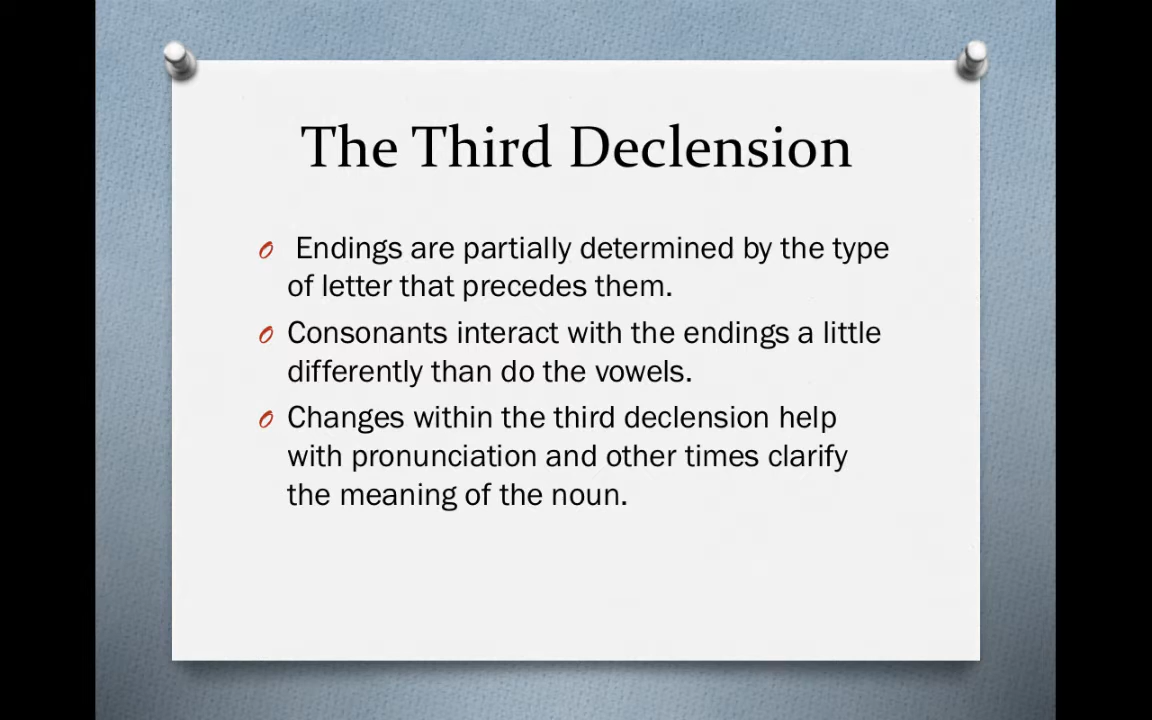 The Third Declension
Endings are partially determined by the type
of letter that precedes them.
Consonants interact with the endings a little
differently than do the vowels.
Changes within the third declension help
with pronunciation and other times clarify
the meaning of the noun.